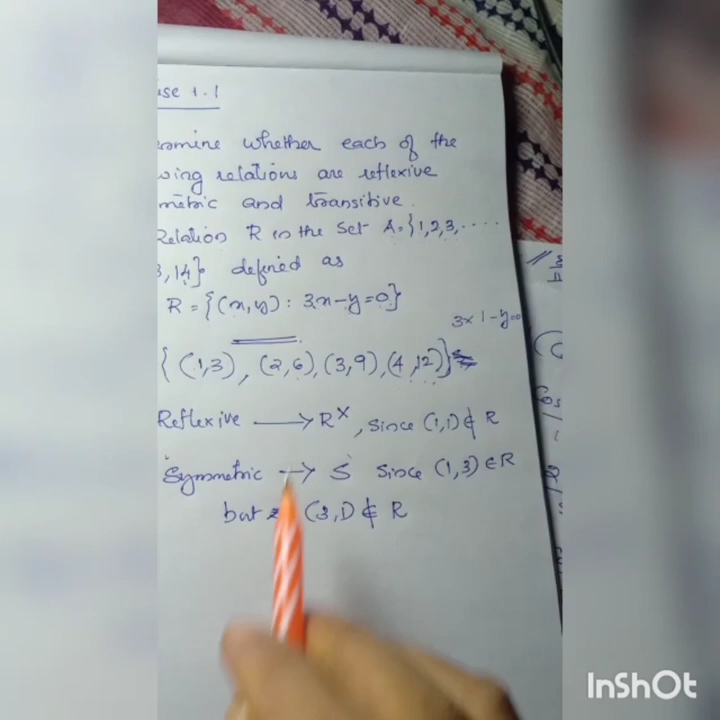 ise 1.1
ermine whether each of the
wing relations are reflexive
metric and transitive.
Relation R in the Set A={1,2,3,.....
3,14} defined as
R = {(x,y) : 3x-y=0}
3×1-y=0
{ (1,3), (2,6), (3,9), (4,12)}
Reflexive → R×, since (1,1)∉R
Symmetric → S since (1,3)∈R
but (3,1)∉R
InShOt